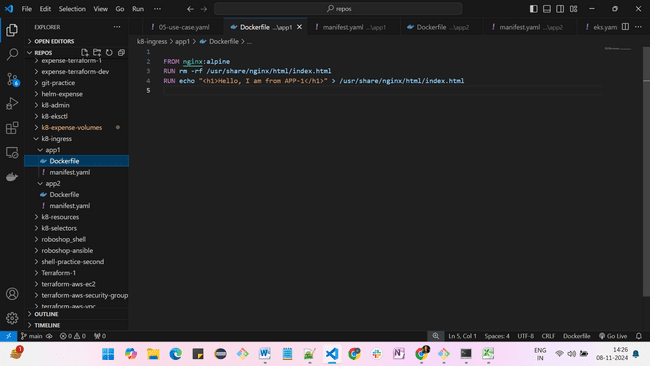 File Edit Selection View Go Run ···
repos
EXPLORER ···
05-use-case.yaml
Dockerfile ...\app1
manifest.yaml ...\app1
Dockerfile ...\app2
manifest.yaml ...\app2
eks.yaml
k8-ingress > app1 > Dockerfile > ...
OPEN EDITORS
REPOS
expense-terraform-1
expense-terraform-dev
git-practice
helm-expense
k8-admin
k8-eksctl
k8-expense-volumes
k8-ingress
app1
Dockerfile
manifest.yaml
app2
Dockerfile
manifest.yaml
k8-resources
k8-selectors
roboshop_shell
roboshop-ansible
shell-practice-second
Terraform-1
terraform-aws-ec2
terraform-aws-security-group
terraform-aws-vpc
OUTLINE
TIMELINE
1
2 FROM nginx:alpine
3 RUN rm -rf /usr/share/nginx/html/index.html
4 RUN echo "<h1>Hello, I am from APP-1</h1>" > /usr/share/nginx/html/index.html
5
main 0 0 0 Ln 5, Col 1 Spaces: 4 UTF-8 CRLF Dockerfile Go Live
ENG
IN
14:26
08-11-2024